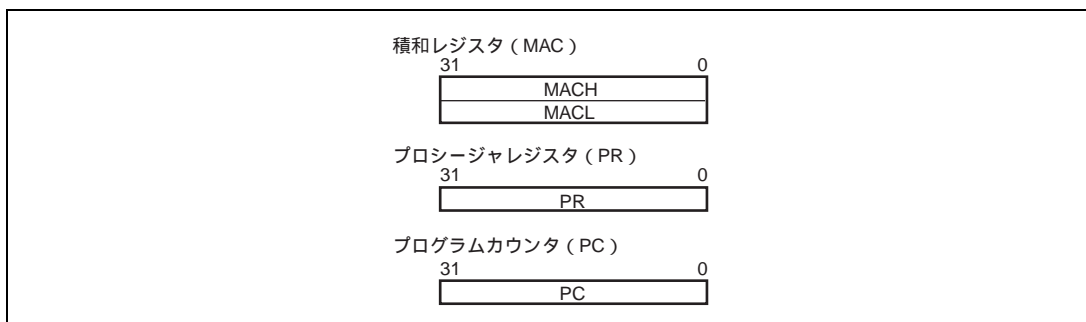 積和レジスタ ( MAC )
31 0
MACH
MACL
プロシージャレジスタ ( PR )
31 0
PR
プログラムカウンタ ( PC )
31 0
PC